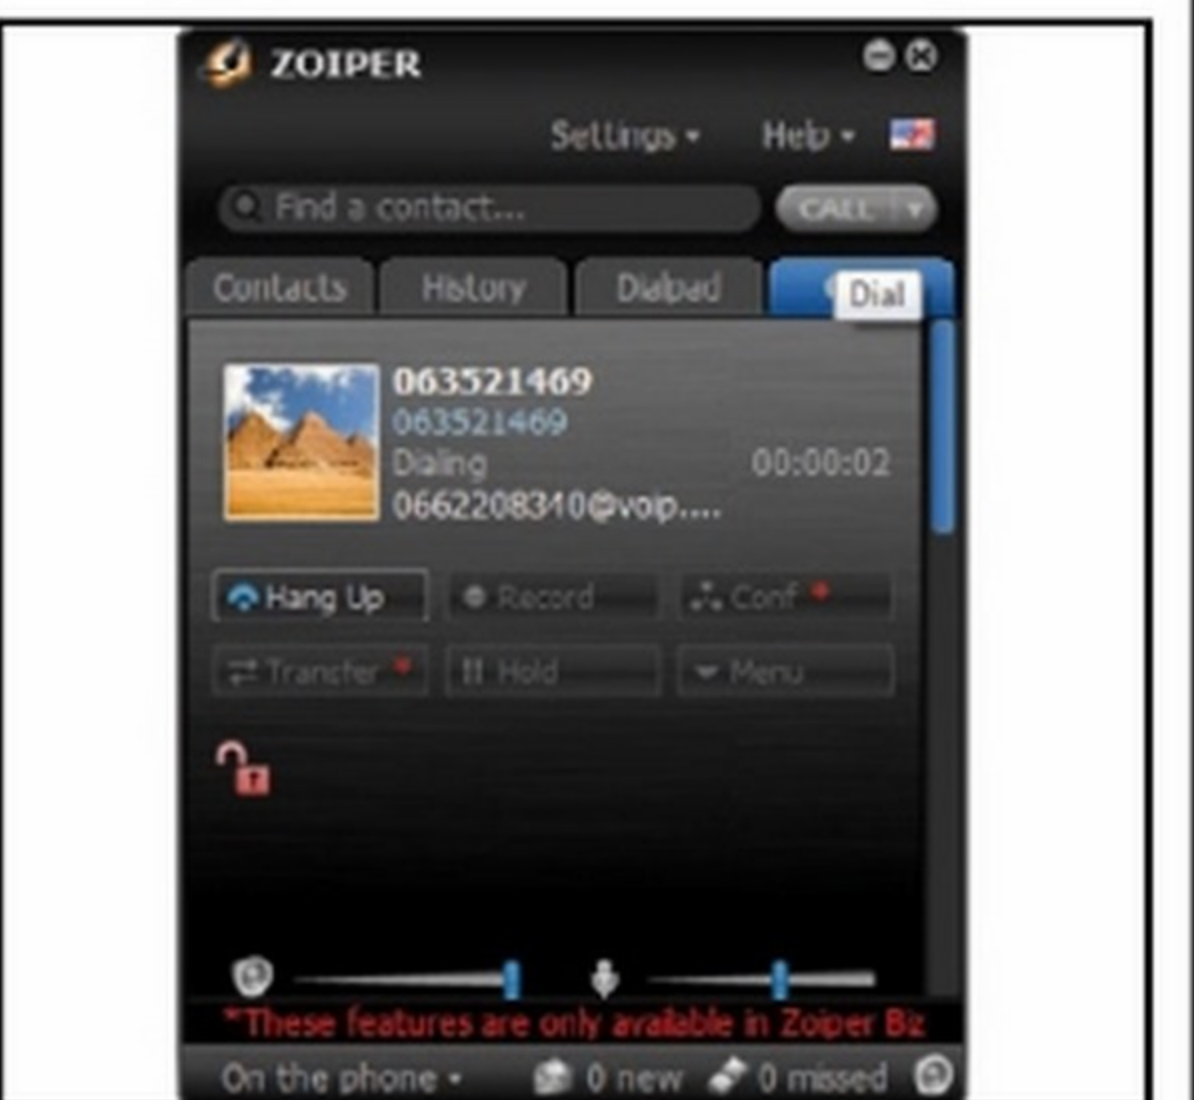 ZOIPER
Settings Help
Find a contact... CALL
Contacts History Dialpad Dial
063521469
063521469
Dialing 00:00:02
0662208340@voip....
Hang Up Record Conf *
Transfer * Hold Menu
*These features are only available in Zoiper Biz
On the phone 0 new 0 missed